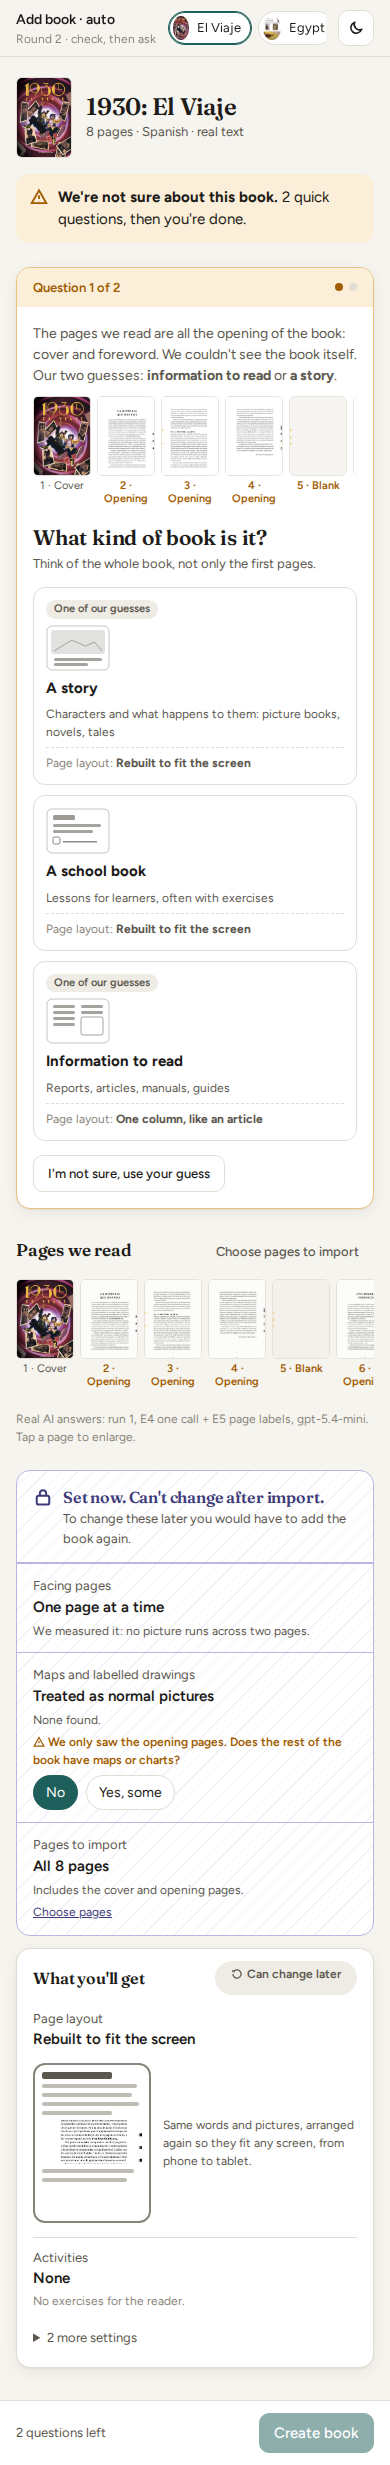 Add book · auto
Round 2 · check, then ask
El Viaje
Egypt
1930
1930: El Viaje
8 pages · Spanish · real text
We're not sure about this book. 2 quick
questions, then you're done.
Question 1 of 2
The pages we read are all the opening of the book:
cover and foreword. We couldn't see the book itself.
Our two guesses: information to read or a story.
1930
1 · Cover
2 ·
Opening
3 ·
Opening
4 ·
Opening
5 · Blank
What kind of book is it?
Think of the whole book, not only the first pages.
One of our guesses
A story
Characters and what happens to them: picture books,
novels, tales
Page layout: Rebuilt to fit the screen
A school book
Lessons for learners, often with exercises
Page layout: Rebuilt to fit the screen
One of our guesses
Information to read
Reports, articles, manuals, guides
Page layout: One column, like an article
I'm not sure, use your guess
Pages we read
Choose pages to import
1930
1 · Cover
2 ·
Opening
3 ·
Opening
4 ·
Opening
5 · Blank
6 ·
Openi
Real AI answers: run 1, E4 one call + E5 page labels, gpt-5.4-mini.
Tap a page to enlarge.
Set now. Can't change after import.
To change these later you would have to add the
book again.
Facing pages
One page at a time
We measured it: no picture runs across two pages.
Maps and labelled drawings
Treated as normal pictures
None found.
We only saw the opening pages. Does the rest of the
book have maps or charts?
No
Yes, some
Pages to import
All 8 pages
Includes the cover and opening pages.
Choose pages
What you'll get
Can change later
Page layout
Rebuilt to fit the screen
Same words and pictures, arranged
again so they fit any screen, from
phone to tablet.
Activities
None
No exercises for the reader.
2 more settings
2 questions left
Create book